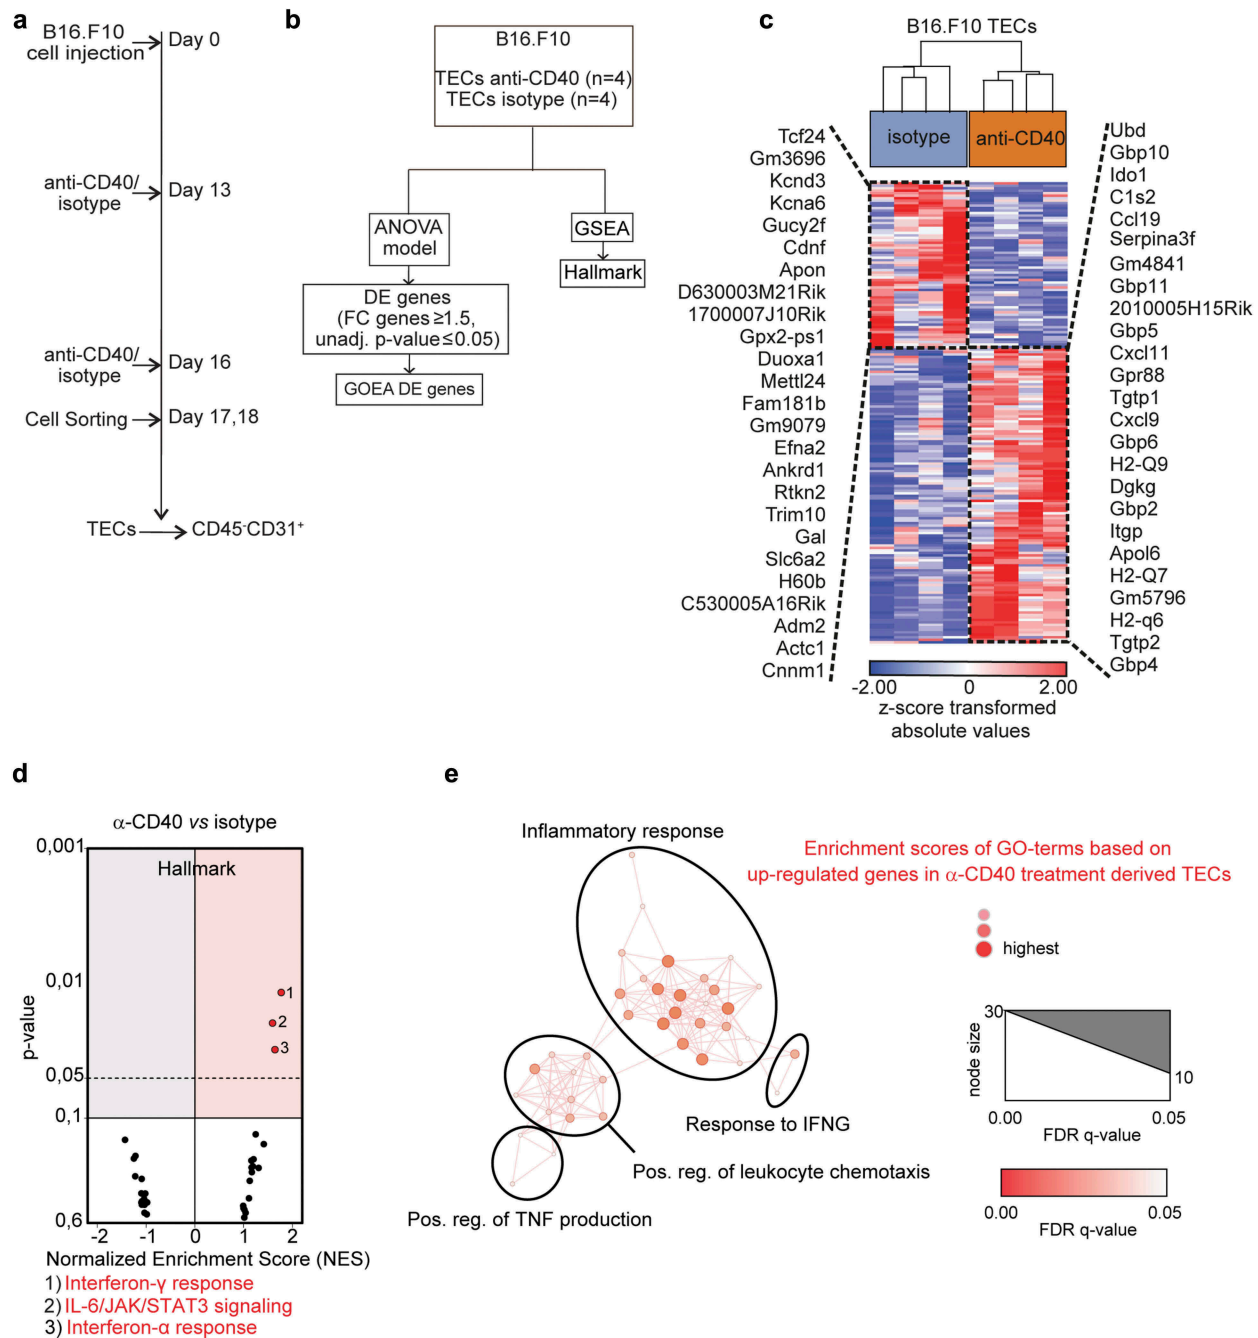 a
B16.F10
cell injection
Day 0
anti-CD40/
isotype
Day 13
anti-CD40/
isotype
Day 16
Cell Sorting
Day 17,18
TECs
CD45-CD31+
b
B16.F10
TECs anti-CD40 (n=4)
TECs isotype (n=4)
ANOVA
model
GSEA
Hallmark
DE genes
(FC genes ≥1.5,
unadj. p-value≤0.05)
GOEA DE genes
c
B16.F10 TECs
isotype
anti-CD40
Tcf24
Gm3696
Kcnd3
Kcna6
Gucy2f
Cdnf
Apon
D630003M21Rik
1700007J10Rik
Gpx2-ps1
Duoxa1
Mettl24
Fam181b
Gm9079
Efna2
Ankrd1
Rtkn2
Trim10
Gal
Slc6a2
H60b
C530005A16Rik
Adm2
Actc1
Cnnm1
Ubd
Gbp10
Ido1
C1s2
Ccl19
Serpina3f
Gm4841
Gbp11
2010005H15Rik
Gbp5
Cxcl11
Gpr88
Tgtp1
Cxcl9
Gbp6
H2-Q9
Dgkg
Gbp2
Itgp
Apol6
H2-Q7
Gm5796
H2-q6
Tgtp2
Gbp4
-2.00
0
2.00
z-score transformed
absolute values
d
α-CD40 vs isotype
Hallmark
0,001
0,01
0,05
0,1
0,6
p-value
1
2
3
-2
-1
0
1
2
Normalized Enrichment Score (NES)
1) Interferon-γ response
2) IL-6/JAK/STAT3 signaling
3) Interferon-α response
e
Inflammatory response
Response to IFNG
Pos. reg. of leukocyte chemotaxis
Pos. reg. of TNF production
Enrichment scores of GO-terms based on
up-regulated genes in α-CD40 treatment derived TECs
highest
30
10
node size
0.00
0.05
FDR q-value
0.00
0.05
FDR q-value